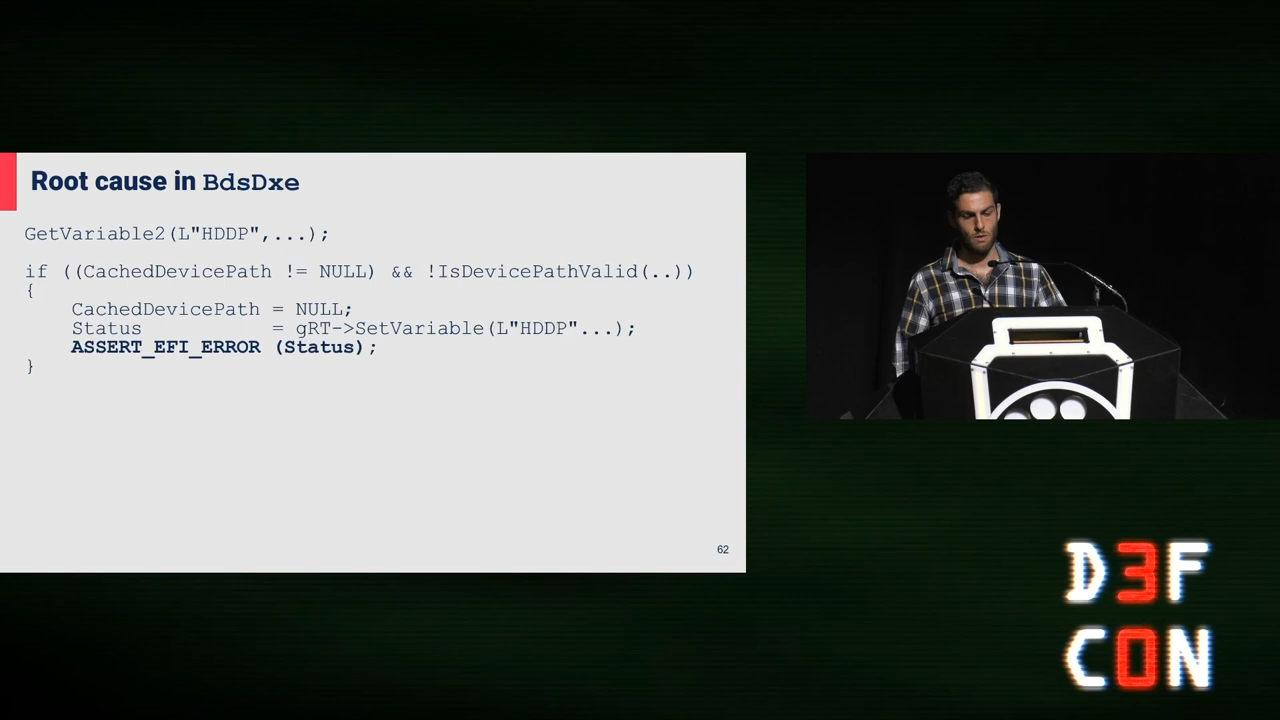 Root cause in BdsDxe
GetVariable2(L"HDDP",...);
if ((CachedDevicePath != NULL) && !IsDevicePathValid(..))
{
CachedDevicePath = NULL;
Status = gRT->SetVariable(L"HDDP"...);
ASSERT_EFI_ERROR (Status);
}
62
D3F
C0N